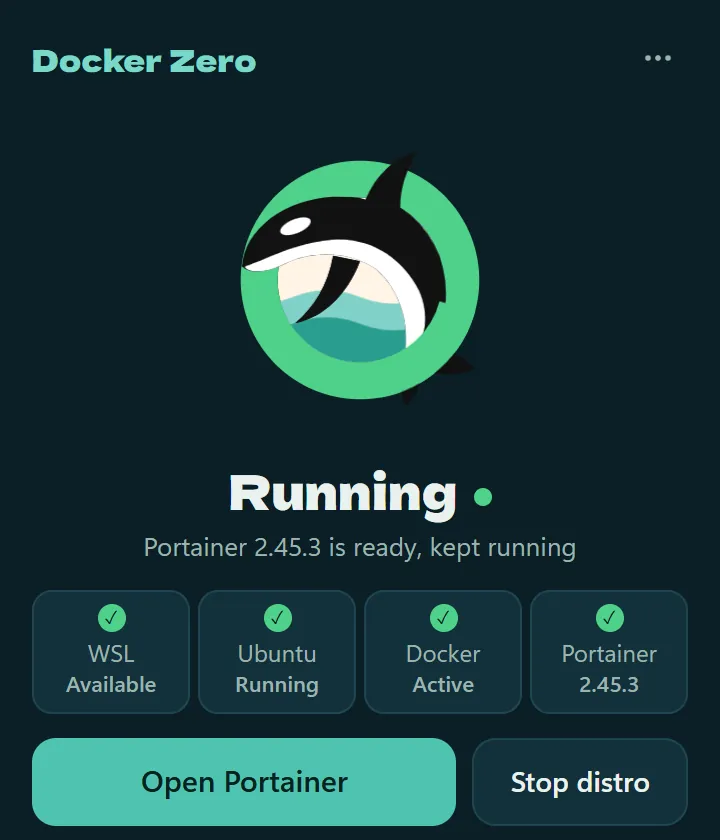 Docker Zero
Running
Portainer 2.45.3 is ready, kept running
WSL
Available
Ubuntu
Running
Docker
Active
Portainer
2.45.3
Open Portainer
Stop distro